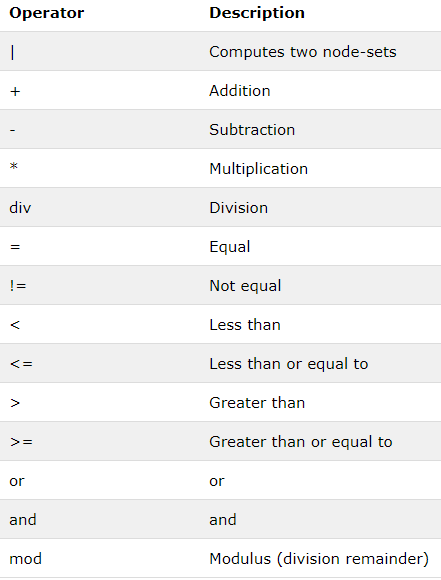 Operator Description
| Computes two node-sets
+ Addition
- Subtraction
* Multiplication
div Division
= Equal
!= Not equal
< Less than
<= Less than or equal to
> Greater than
>= Greater than or equal to
or or
and and
mod Modulus (division remainder)